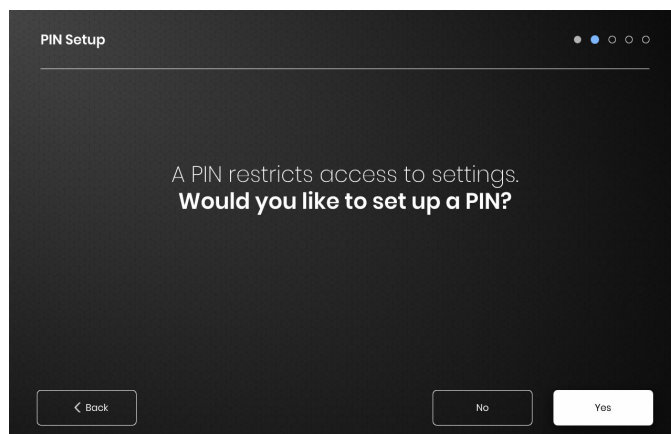 PIN Setup
A PIN restricts access to settings.
Would you like to set up a PIN?
Back
No
Yes